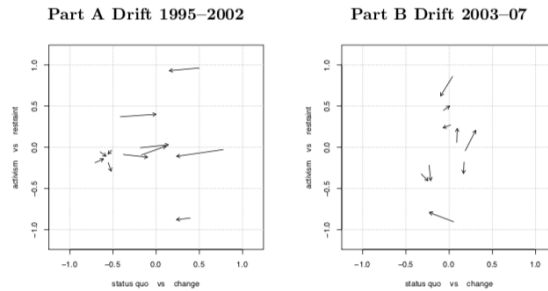 Part A Drift 1995–2002
Part B Drift 2003–07
activism vs restraint
1.0
0.5
0.0
−0.5
−1.0
−1.0 −0.5 0.0 0.5 1.0
status quo vs change
activism vs restraint
1.0
0.5
0.0
−0.5
−1.0
−1.0 −0.5 0.0 0.5 1.0
status quo vs change